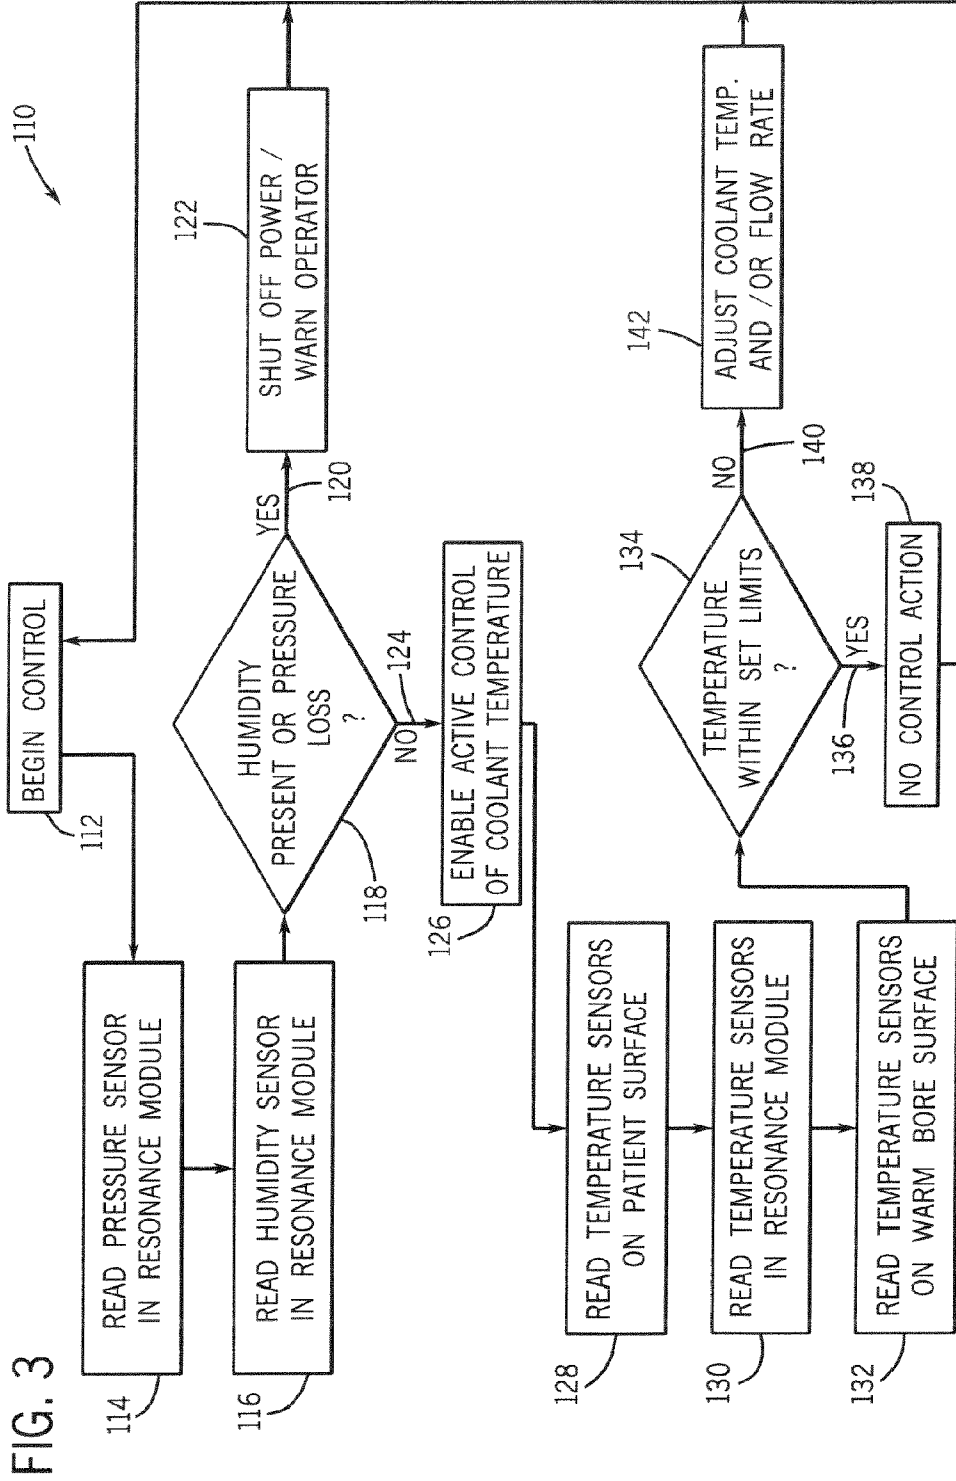 FIG. 3
110
BEGIN CONTROL
112
READ PRESSURE SENSOR
IN RESONANCE MODULE
114
READ HUMIDITY SENSOR
IN RESONANCE MODULE
116
HUMIDITY
PRESENT OR PRESSURE
LOSS
?
118
YES
120
SHUT OFF POWER /
WARN OPERATOR
122
NO
124
ENABLE ACTIVE CONTROL
OF COOLANT TEMPERATURE
126
READ TEMPERATURE SENSORS
ON PATIENT SURFACE
128
READ TEMPERATURE SENSORS
IN RESONANCE MODULE
130
READ TEMPERATURE SENSORS
ON WARM BORE SURFACE
132
TEMPERATURE
WITHIN SET LIMITS
?
134
YES
136
NO CONTROL ACTION
138
NO
140
ADJUST COOLANT TEMP.
AND /OR FLOW RATE
142